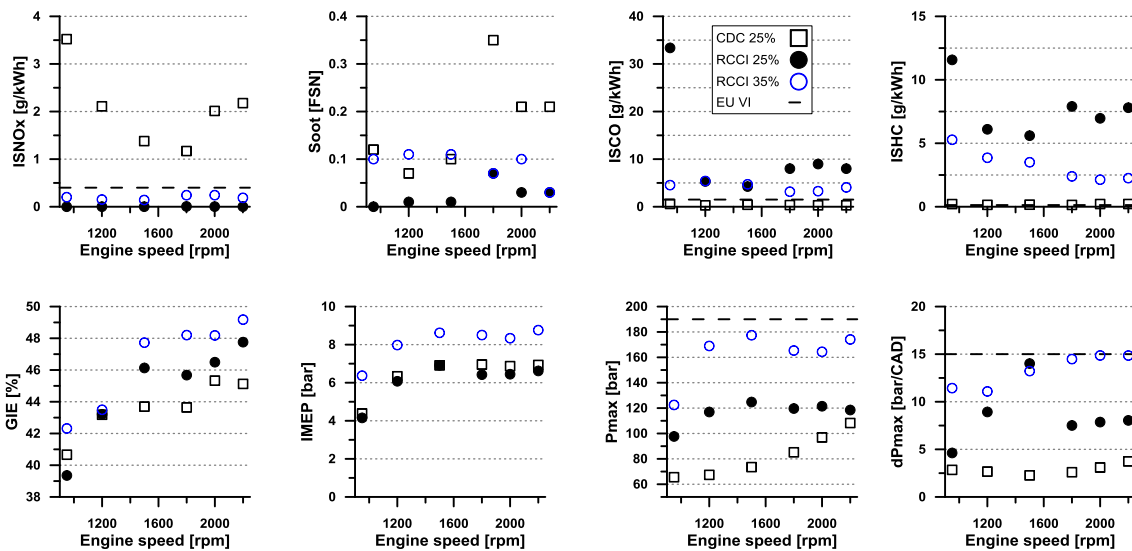 4
3
2
1
0
ISNOx [g/kWh]
1200 1600 2000
Engine speed [rpm]
0.4
0.3
0.2
0.1
0
Soot [FSN]
1200 1600 2000
Engine speed [rpm]
40
30
20
10
0
ISCO [g/kWh]
CDC 25%
RCCI 25%
RCCI 35%
EU VI
1200 1600 2000
Engine speed [rpm]
15
10
5
0
ISHC [g/kWh]
1200 1600 2000
Engine speed [rpm]
50
48
46
44
42
40
38
GIE [%]
1200 1600 2000
Engine speed [rpm]
10
8
6
4
2
0
IMEP [bar]
1200 1600 2000
Engine speed [rpm]
200
180
160
140
120
100
80
60
Pmax [bar]
1200 1600 2000
Engine speed [rpm]
20
15
10
5
0
dPmax [bar/CAD]
1200 1600 2000
Engine speed [rpm]